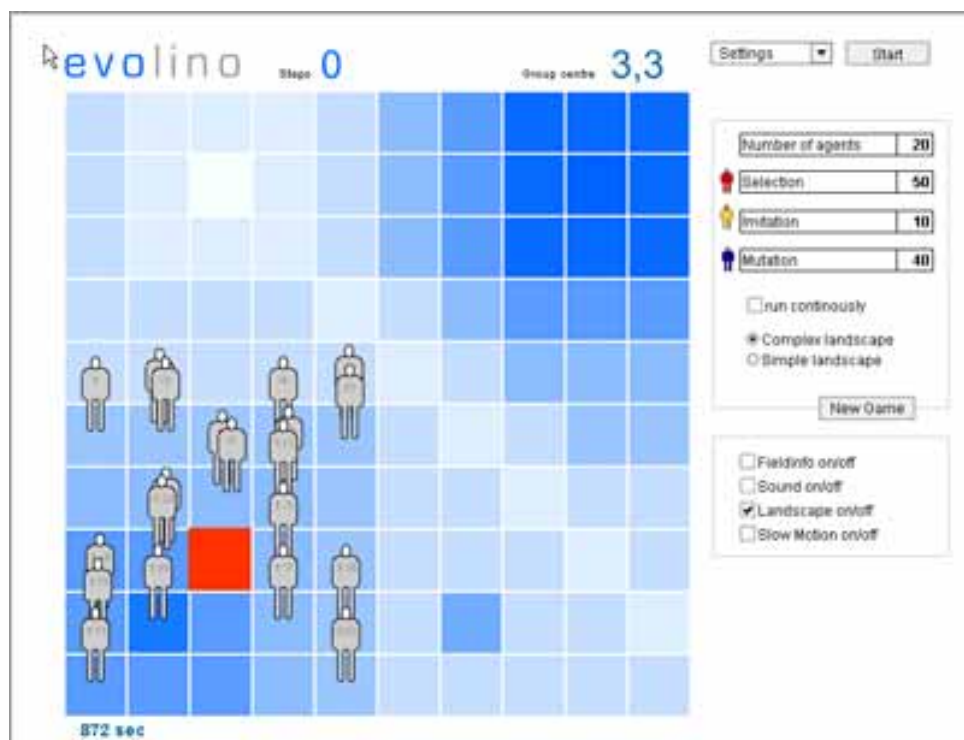 evolino
Steps 0
Group centre 3,3
Settings
Start
Number of agents 20
Selection 50
Imitation 10
Mutation 40
run continously
Complex landscape
Simple landscape
New Game
Fieldinfo on/off
Sound on/off
Landscape on/off
Slow Motion on/off
872 sec